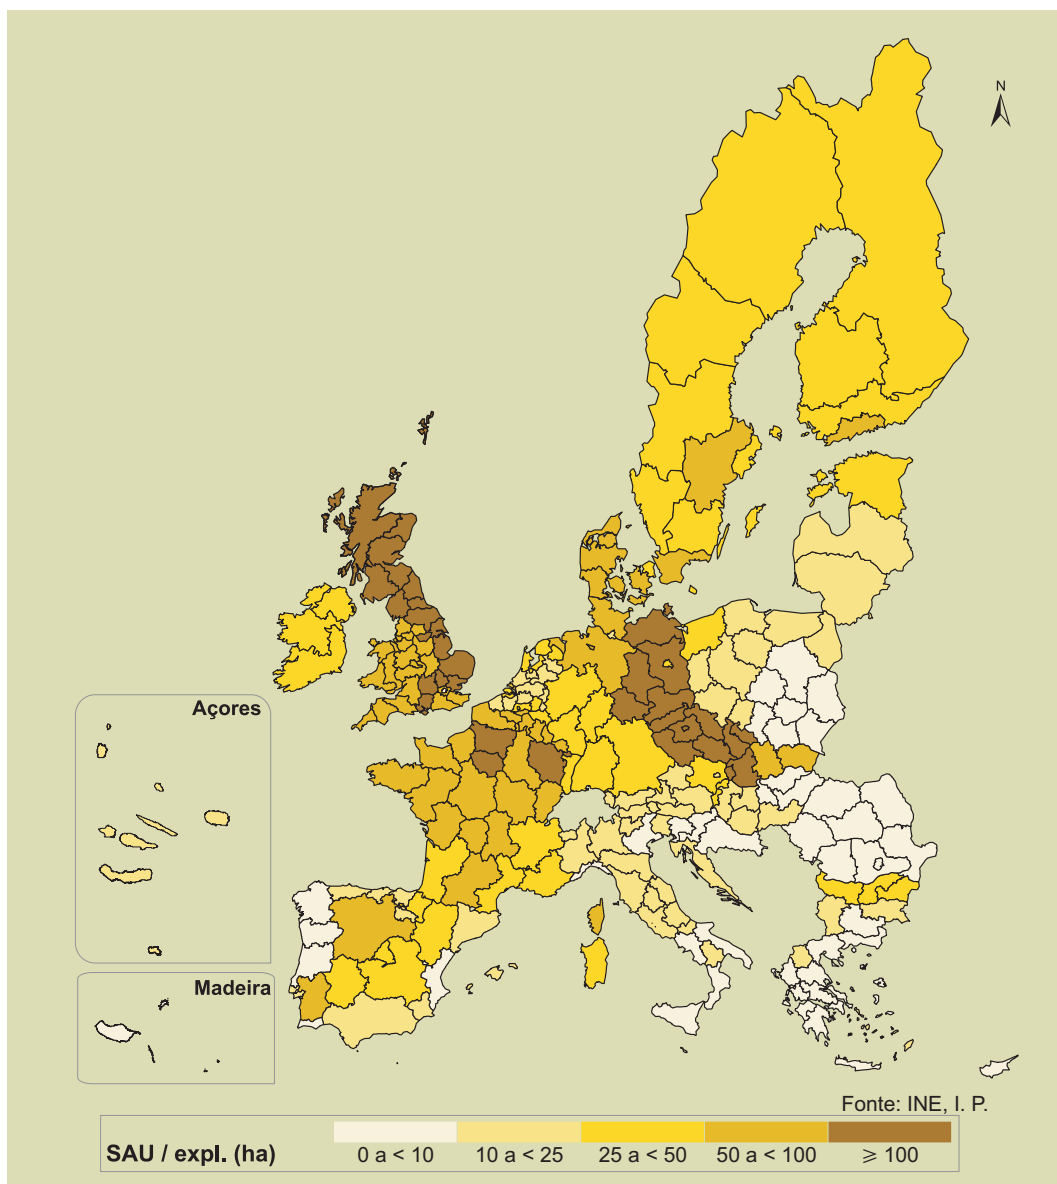 N
Açores
Madeira
Fonte: INE, I. P.
SAU / expl. (ha)
0 a < 10
10 a < 25
25 a < 50
50 a < 100
⩾ 100